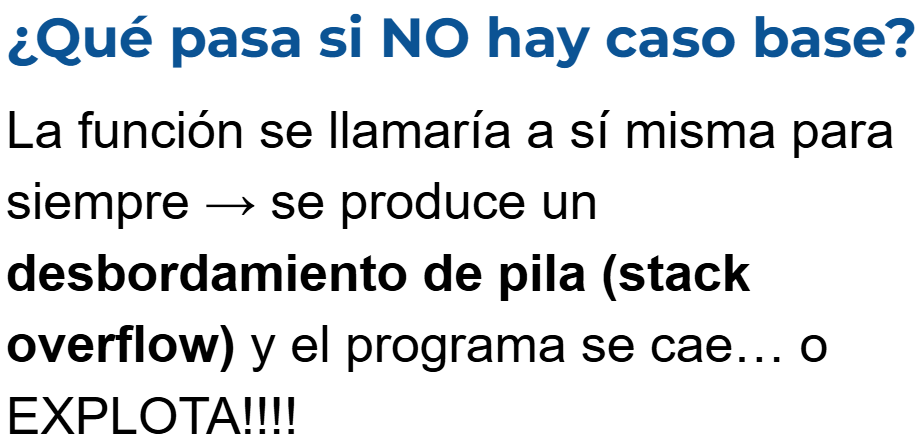 ¿Qué pasa si NO hay caso base?
La función se llamaría a sí misma para
siempre → se produce un
desbordamiento de pila (stack
overflow) y el programa se cae... o
EXPLOTA!!!!